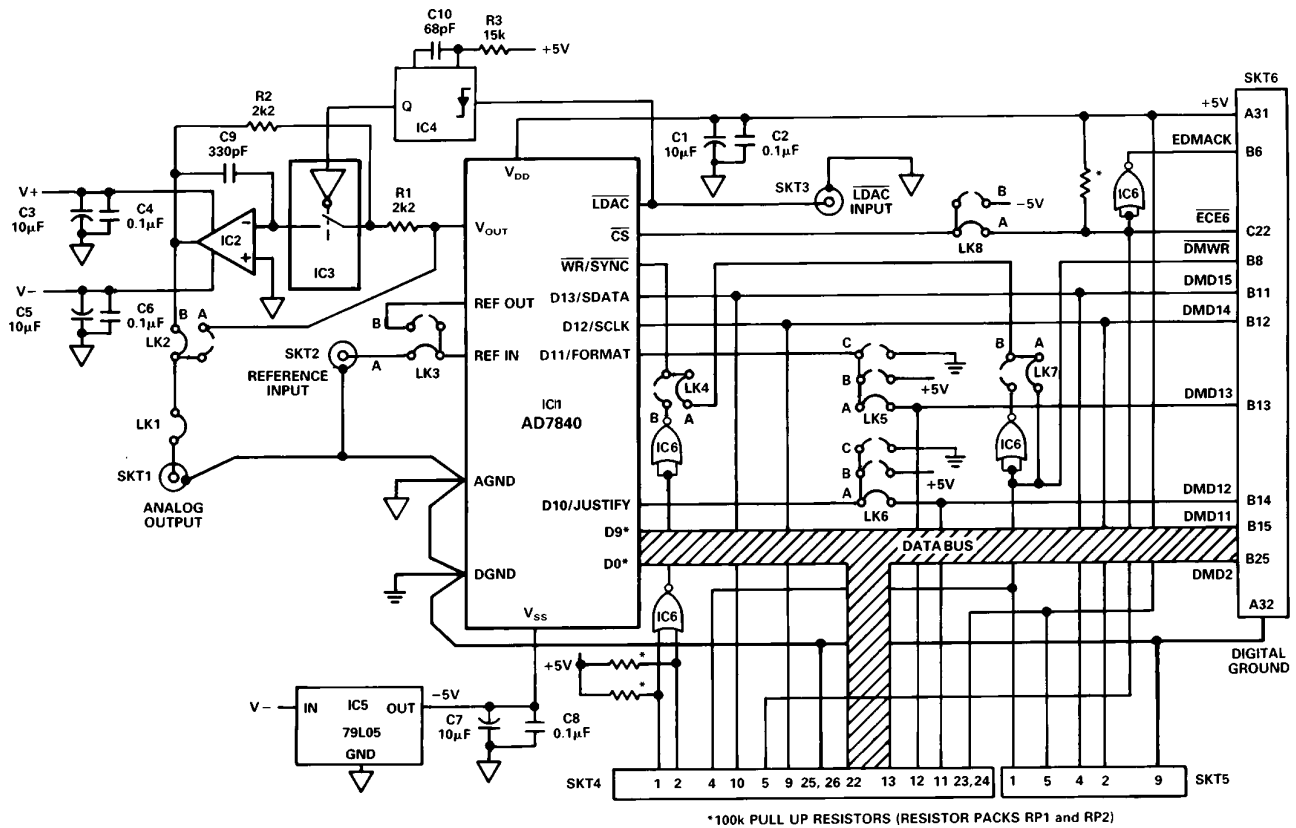 C10
68pF
R3
15k
+5V
SKT6
Q
IC4
R2
2k2
C9
330pF
+5V
A31
C1
10µF
C2
0.1µF
EDMACK
B6
V+
C3
10µF
C4
0.1µF
IC2
−
+
IC3
R1
2k2
V_DD
V_OUT
LDAC
CS
SKT3
LDAC
INPUT
B
−5V
A
LK8
*
IC6
ECE6
C22
V−
C5
10µF
C6
0.1µF
WR/SYNC
DMWR
B8
REF OUT
D13/SDATA
DMD15
B11
B
A
LK2
B
D12/SCLK
DMD14
B12
SKT2
REFERENCE
INPUT
A
LK3
REF IN
D11/FORMAT
C
B
+5V
A
LK5
B
A
LK7
LK4
B
A
IC6
DMD13
B13
LK1
IC1
AD7840
IC6
C
B
+5V
A
LK6
SKT1
ANALOG
OUTPUT
AGND
D10/JUSTIFY
DMD12
B14
DMD11
B15
D9*
DATA BUS
D0*
B25
DMD2
DGND
V_SS
IC6
A32
DIGITAL
GROUND
+5V
*
*
V−
IN
IC5
OUT
79L05
GND
−5V
C7
10µF
C8
0.1µF
SKT4
1 2 4 10 5 9 25, 26 22 13 12 11 23,24
1 5 4 2 9
SKT5
*100k PULL UP RESISTORS (RESISTOR PACKS RP1 and RP2)